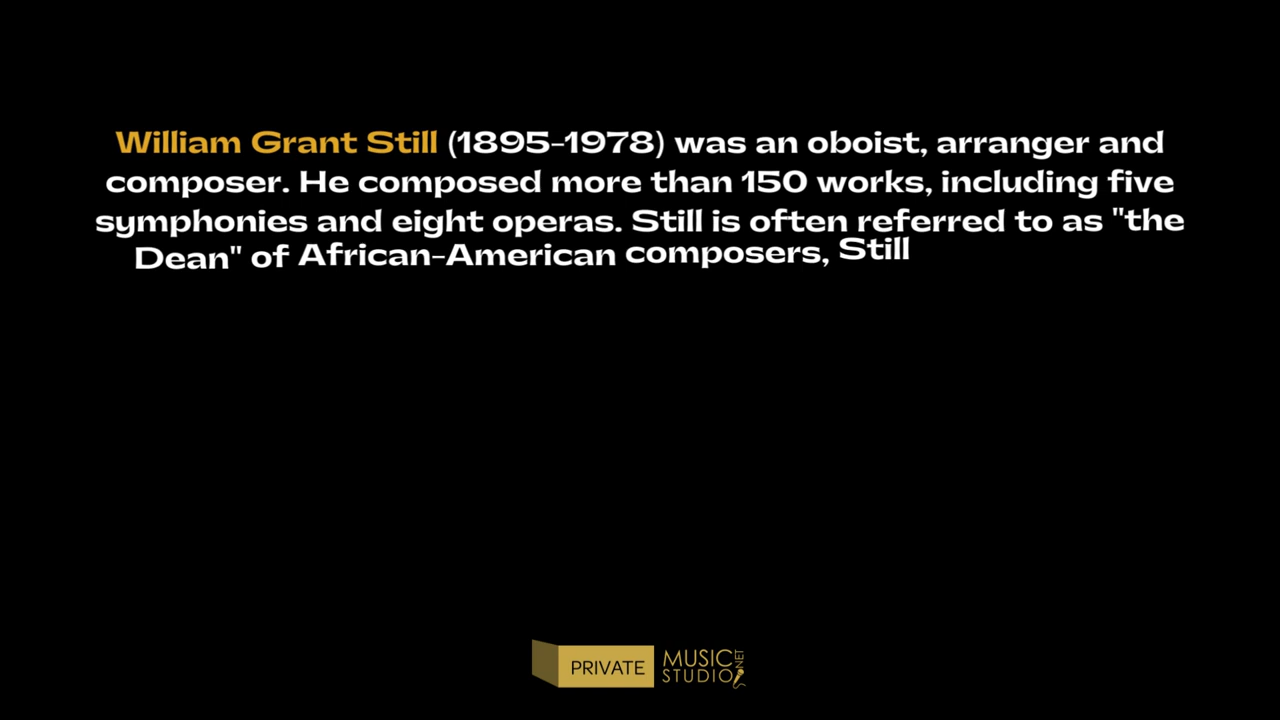 William Grant Still (1895-1978) was an oboist, arranger and
composer. He composed more than 150 works, including five
symphonies and eight operas. Still is often referred to as "the
Dean" of African-American composers, Still
PRIVATE
MUSIC
STUDIO
.NET